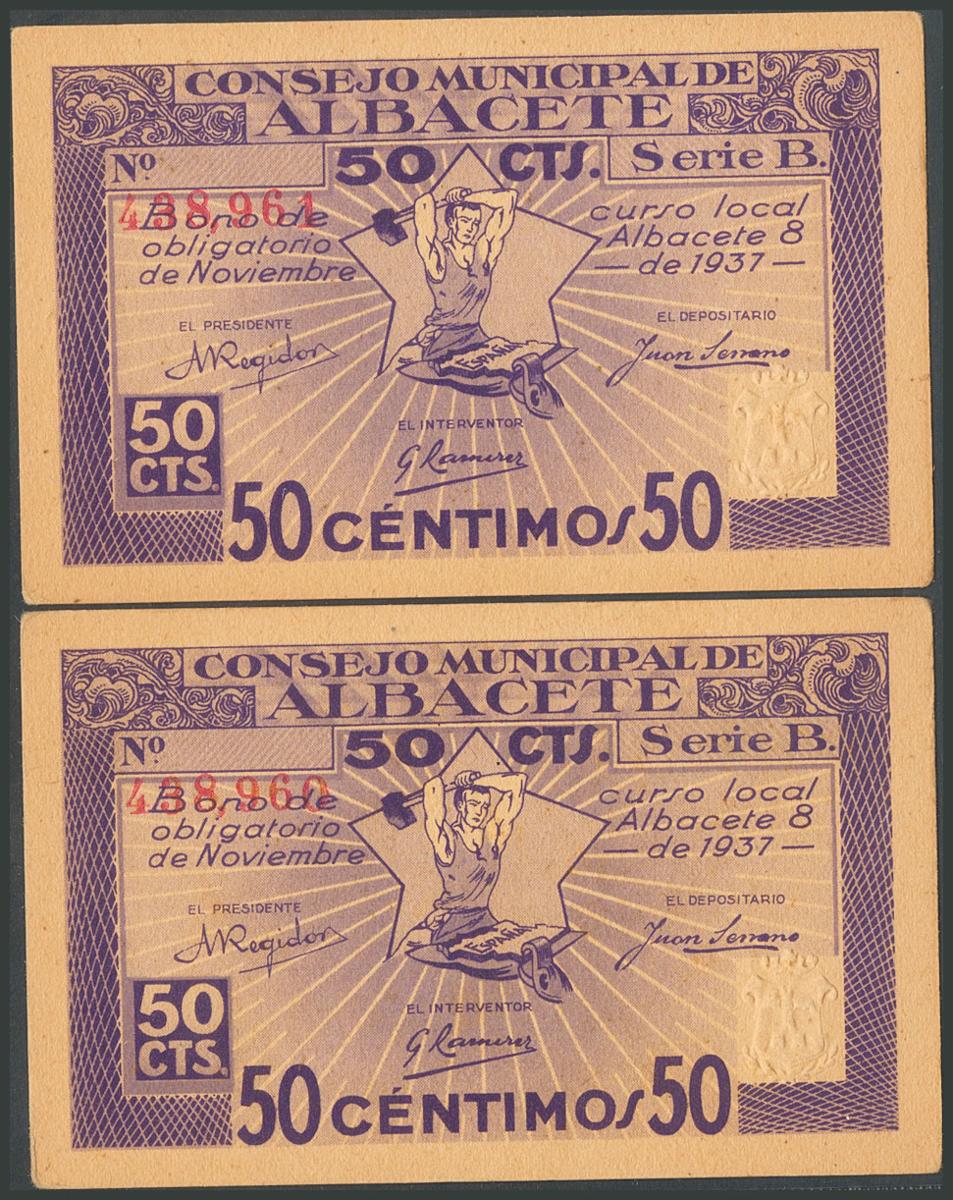 CONSEJO MUNICIPAL DE
ALBACETE
Nº 50 CTS. Serie B.
438,961
Bono de curso local
obligatorio Albacete 8
de Noviembre — de 1937 —
EL PRESIDENTE EL DEPOSITARIO
A Regidor Juan Serrano
ESPAÑA
EL INTERVENTOR
G Ramirez
50
CTS.
50 CÉNTIMOS 50
CONSEJO MUNICIPAL DE
ALBACETE
Nº 50 CTS. Serie B.
438,960
Bono de curso local
obligatorio Albacete 8
de Noviembre — de 1937 —
EL PRESIDENTE EL DEPOSITARIO
A Regidor Juan Serrano
ESPAÑA
EL INTERVENTOR
G Ramirez
50
CTS.
50 CÉNTIMOS 50